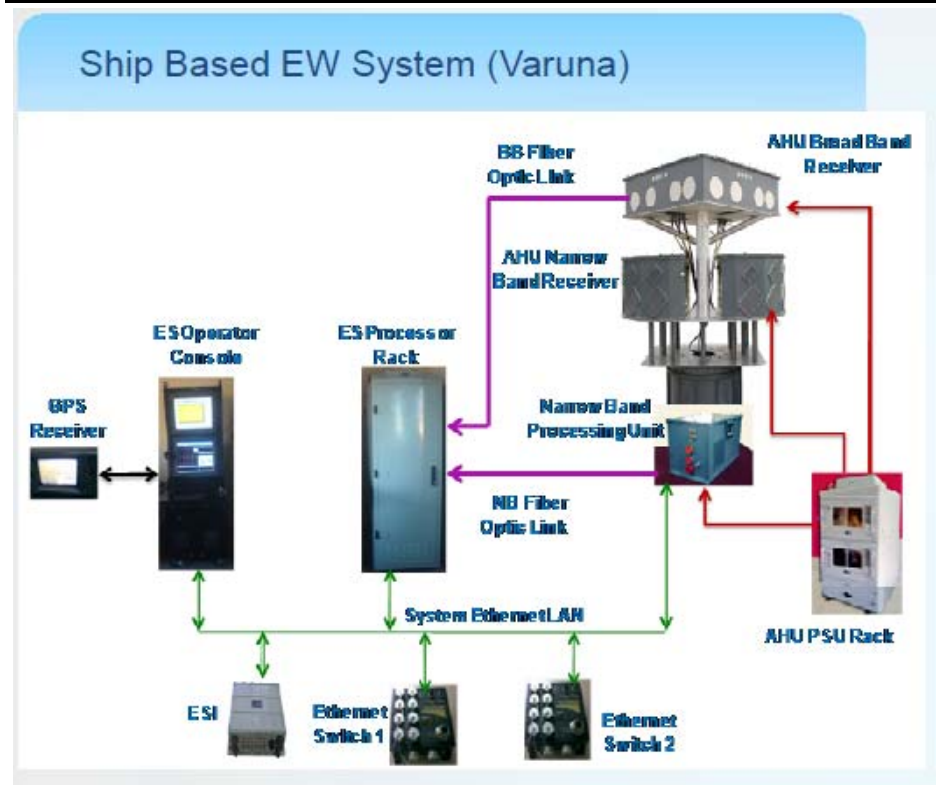 Ship Based EW System (Varuna)
BB Fiber
Optic Link
AHU Broad Band
Receiver
AHU Narrow
Band Receiver
ES Operator
Console
ES Processor
Rack
GPS
Receiver
Narrow Band
Processing Unit
NB Fiber
Optic Link
System Ethernet LAN
AHU PSU Rack
ESI
Ethernet
Switch 1
Ethernet
Switch 2